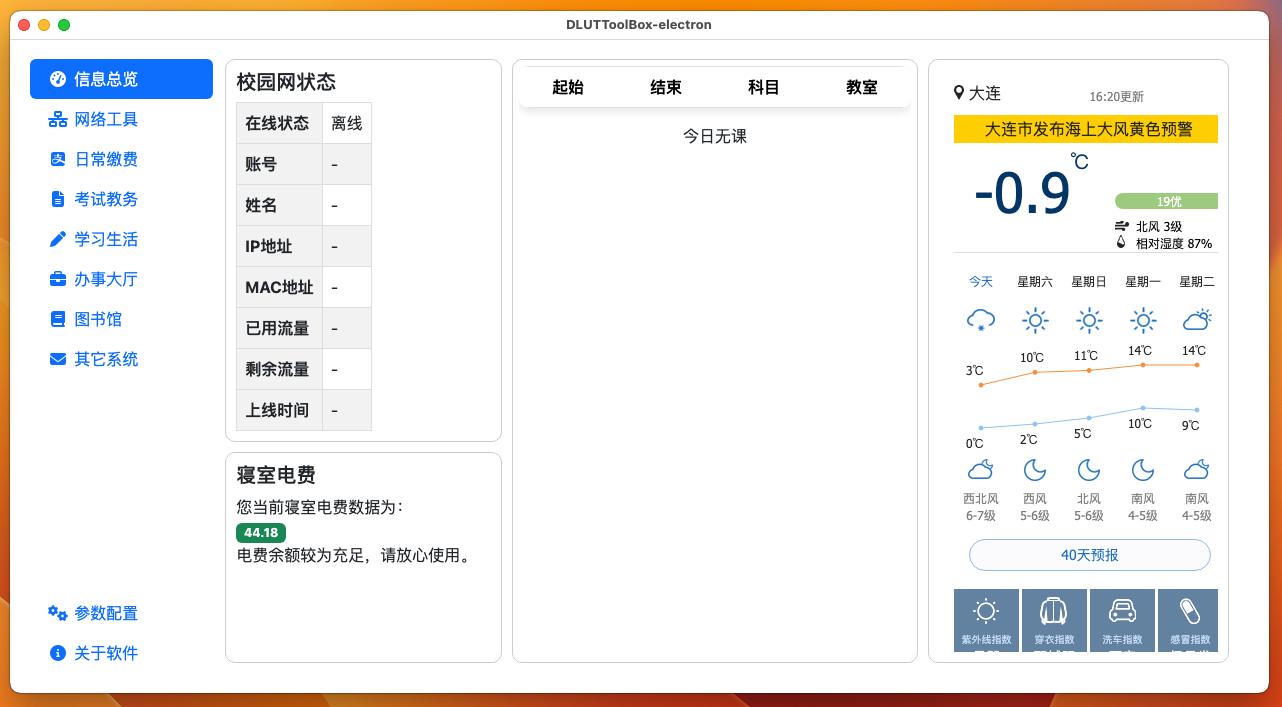 DLUTToolBox-electron
信息总览
网络工具
日常缴费
考试教务
学习生活
办事大厅
图书馆
其它系统
参数配置
关于软件
校园网状态
在线状态 离线
账号 -
姓名 -
IP地址 -
MAC地址 -
已用流量 -
剩余流量 -
上线时间 -
寝室电费
您当前寝室电费数据为：
44.18
电费余额较为充足，请放心使用。
起始 结束 科目 教室
今日无课
大连 16:20更新
大连市发布海上大风黄色预警
-0.9℃
19优
北风 3级
相对湿度 87%
今天 星期六 星期日 星期一 星期二
3℃ 10℃ 11℃ 14℃ 14℃
0℃ 2℃ 5℃ 10℃ 9℃
西北风 西风 北风 南风 南风
6-7级 5-6级 5-6级 4-5级 4-5级
40天预报
紫外线指数 穿衣指数 洗车指数 感冒指数